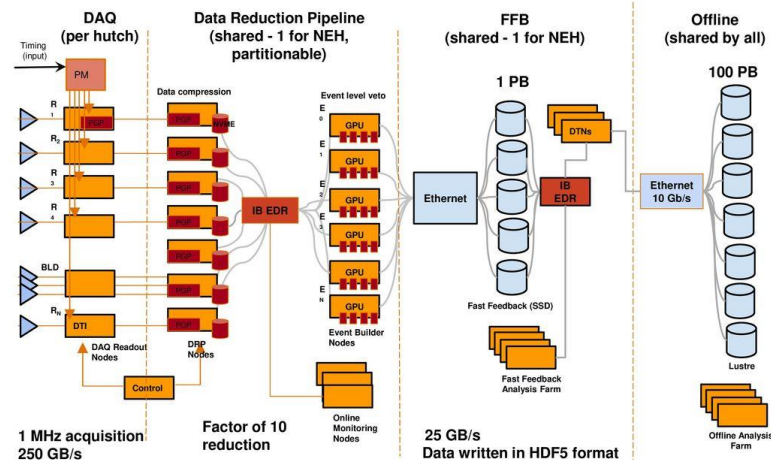 DAQ
(per hutch)
Data Reduction Pipeline
(shared - 1 for NEH,
partitionable)
FFB
(shared - 1 for NEH)
Offline
(shared by all)
Timing
(input)
PM
Data compression
Event level veto
1 PB
100 PB
R
1
PGP
R2
R
3
R
4
BLD
RN
DTI
PGP
NVME
PGP
PGP
PGP
PGP
PGP
PGP
IB EDR
E
0
GPU
E
1
GPU
E
2
GPU
E
3
GPU
GPU
E
N
GPU
Ethernet
DTNs
IB
EDR
Ethernet
10 Gb/s
DAQ Readout
Nodes
DRP
Nodes
Control
Event Builder
Nodes
Online
Monitoring
Nodes
Fast Feedback (SSD)
Fast Feedback
Analysis Farm
Lustre
Offline Analysis
Farm
1 MHz acquisition
250 GB/s
Factor of 10
reduction
25 GB/s
Data written in HDF5 format